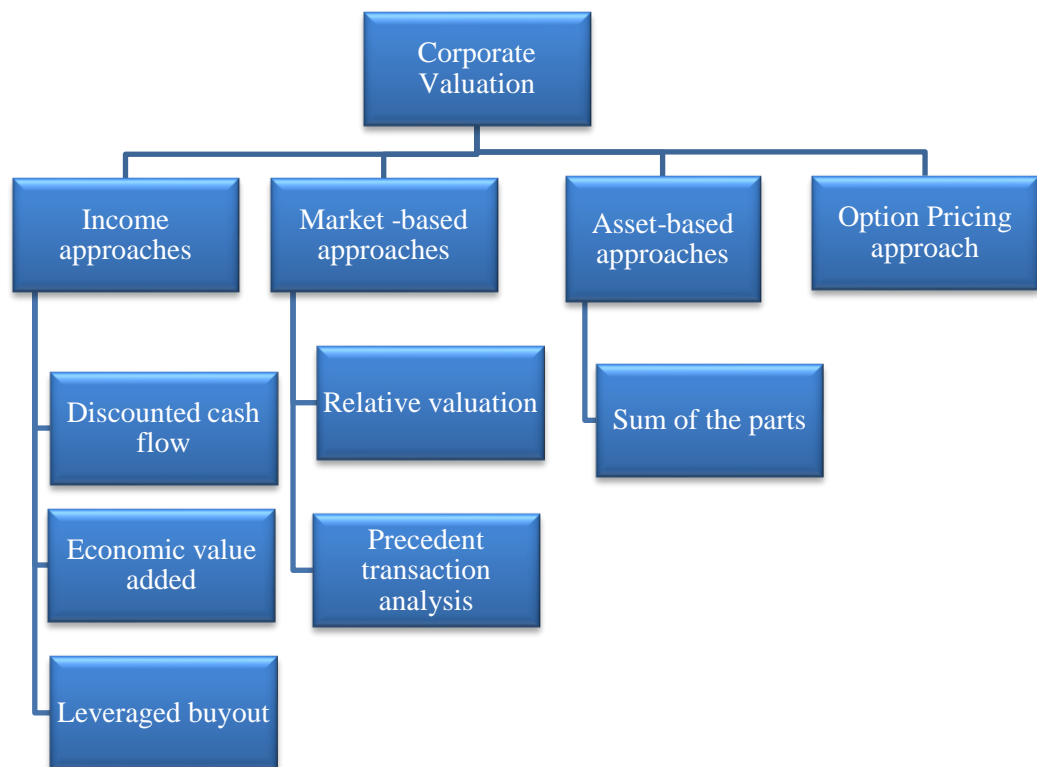 Corporate
Valuation
Income
approaches
Market -based
approaches
Asset-based
approaches
Option Pricing
approach
Discounted cash
flow
Economic value
added
Leveraged buyout
Relative valuation
Precedent
transaction
analysis
Sum of the parts